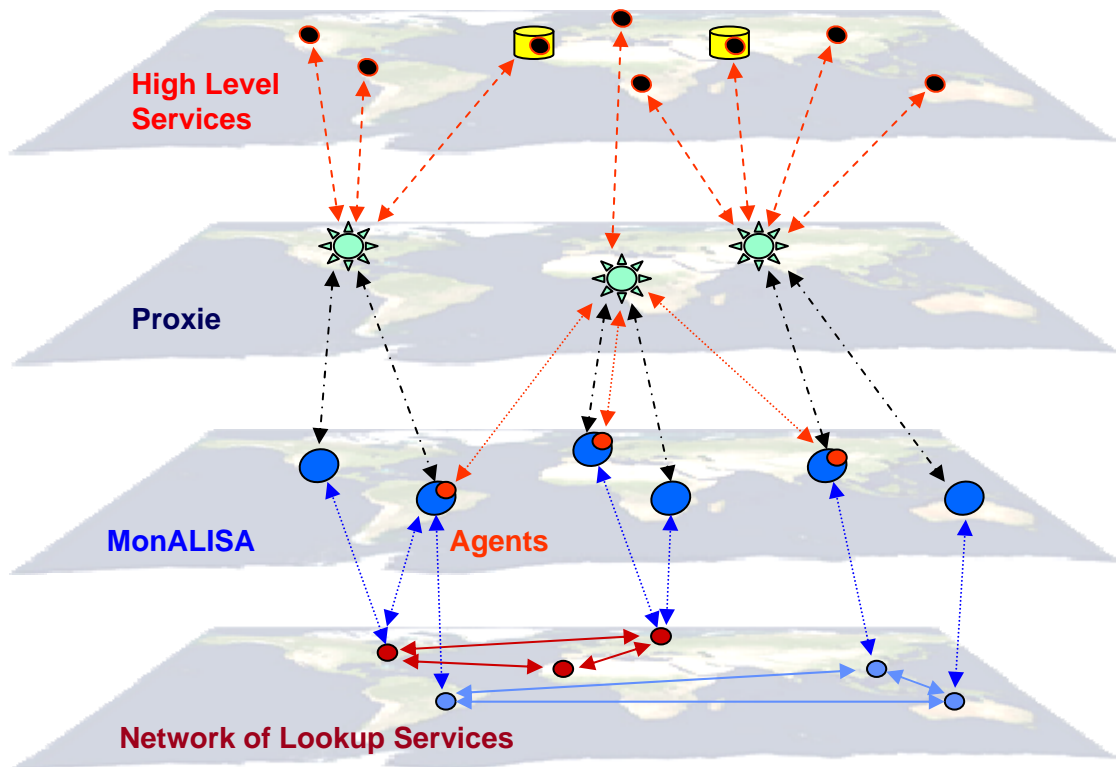 High Level
Services
Proxie
MonALISA
Agents
Network of Lookup Services